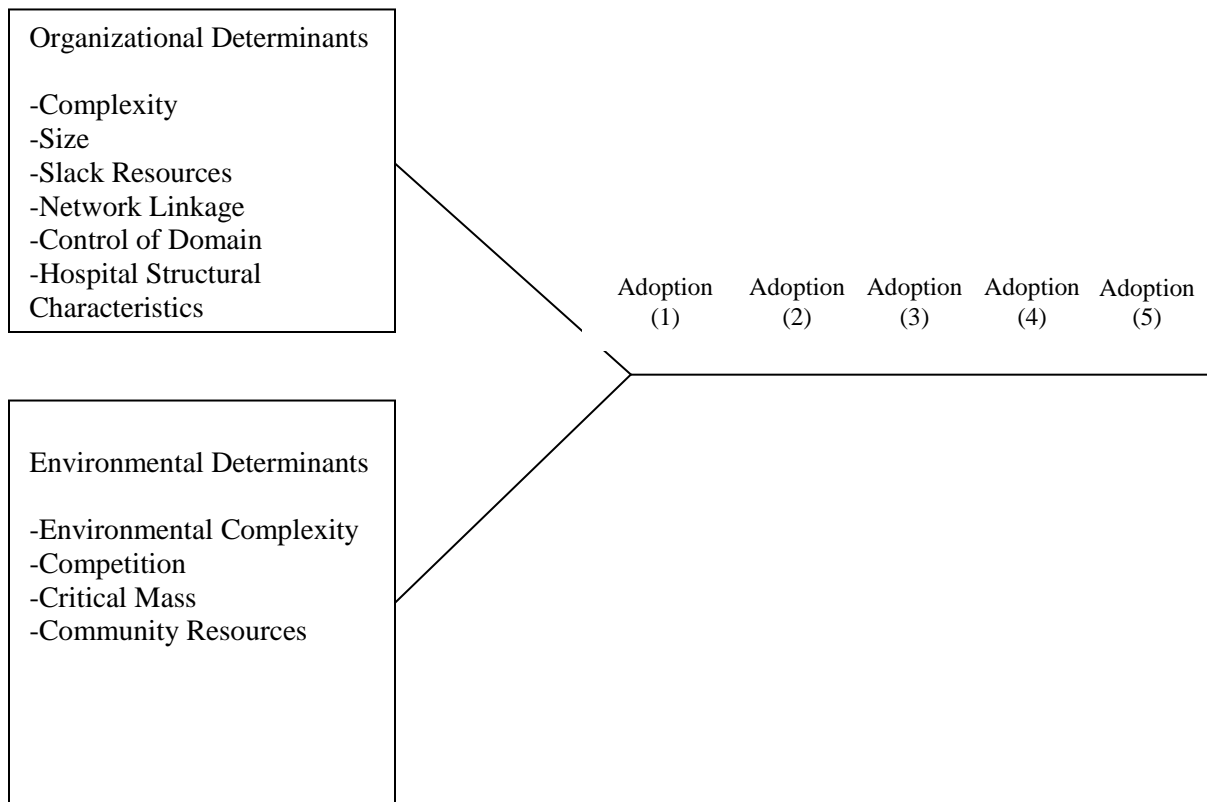 Organizational Determinants
-Complexity
-Size
-Slack Resources
-Network Linkage
-Control of Domain
-Hospital Structural
Characteristics
Adoption Adoption Adoption Adoption Adoption
(1) (2) (3) (4) (5)
Environmental Determinants
-Environmental Complexity
-Competition
-Critical Mass
-Community Resources